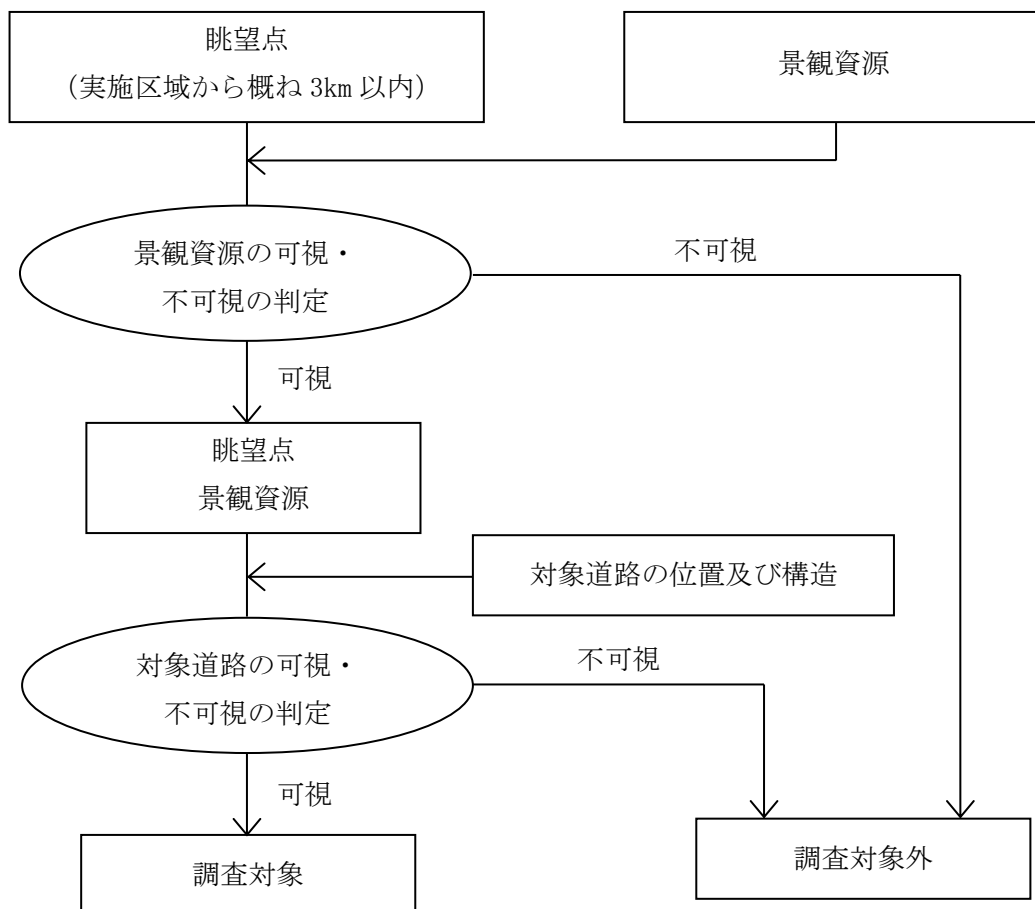 眺望点
（実施区域から概ね 3km 以内）
景観資源
景観資源の可視・
不可視の判定
不可視
可視
眺望点
景観資源
対象道路の位置及び構造
対象道路の可視・
不可視の判定
不可視
可視
調査対象
調査対象外